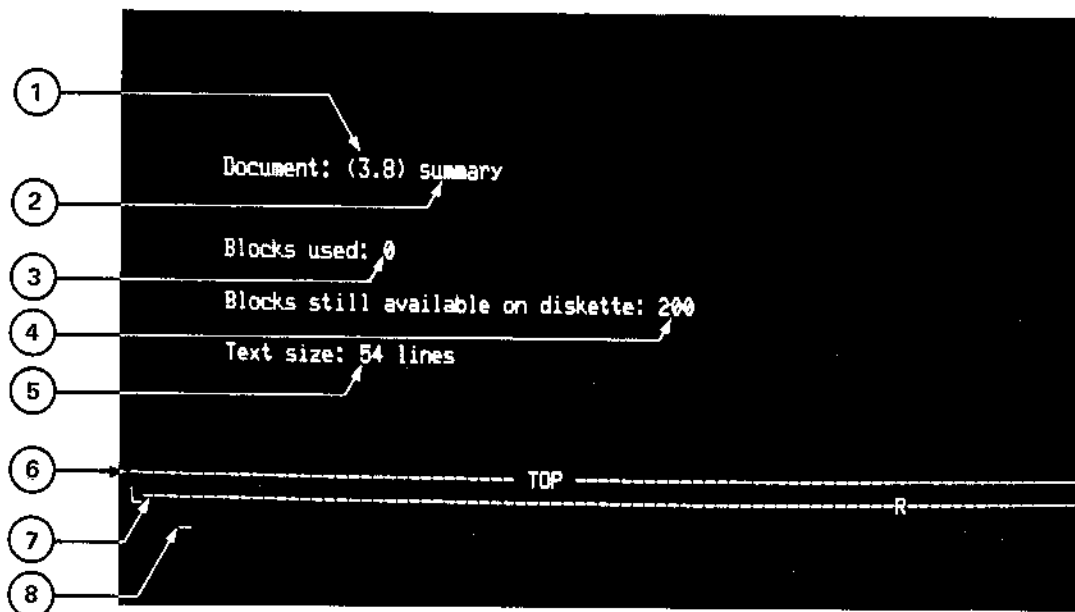 1
Document: (3.8) summary
2
Blocks used: 0
3
Blocks still available on diskette: 200
4
Text size: 54 lines
5
6
TOP
L R
7
8